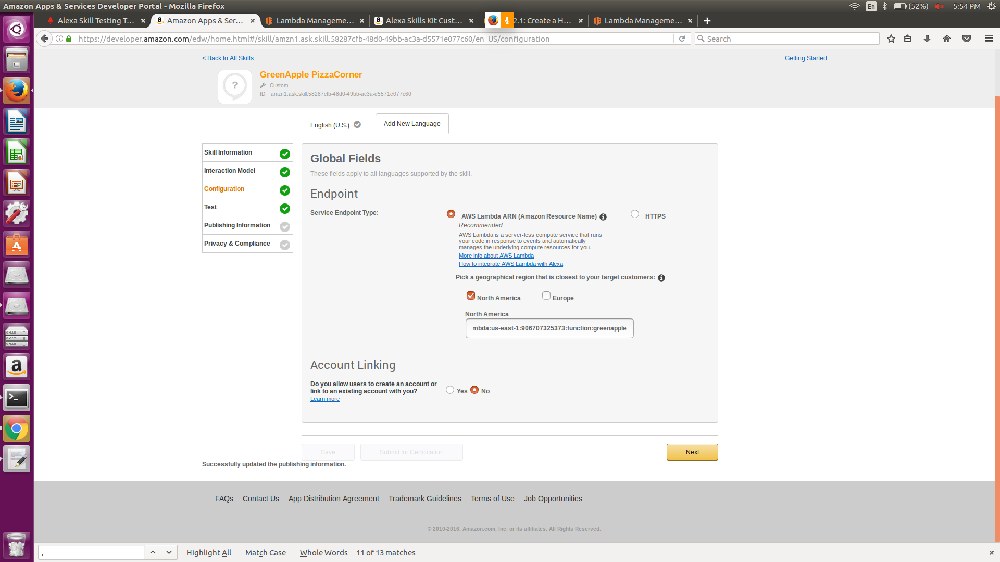 Amazon Apps & Services Developer Portal - Mozilla Firefox
En
(52%)
5:54 PM
Alexa Skill Testing T...
Amazon Apps & Ser...
Lambda Manageme...
Alexa Skills Kit Cust...
2.1: Create a H...
Lambda Manageme...
https://developer.amazon.com/edw/home.html#/skill/amzn1.ask.skill.58287cfb-48d0-49bb-ac3a-d5571e077c60/en_US/configuration
Search
< Back to All Skills
Getting Started
?
GreenApple PizzaCorner
Custom
ID: amzn1.ask.skill.58287cfb-48d0-49bb-ac3a-d5571e077c60
English (U.S.)
Add New Language
Skill Information
Interaction Model
Configuration
Test
Publishing Information
Privacy & Compliance
Global Fields
These fields apply to all languages supported by the skill.
Endpoint
Service Endpoint Type:
AWS Lambda ARN (Amazon Resource Name)
HTTPS
Recommended
AWS Lambda is a server-less compute service that runs
your code in response to events and automatically
manages the underlying compute resources for you.
More info about AWS Lambda
How to integrate AWS Lambda with Alexa
Pick a geographical region that is closest to your target customers:
North America
Europe
North America
mbda:us-east-1:906707325373:function:greenapple
Account Linking
Do you allow users to create an account or
link to an existing account with you?
Yes
No
Learn more
Save
Submit for Certification
Next
Successfully updated the publishing information.
FAQs
Contact Us
App Distribution Agreement
Trademark Guidelines
Terms of Use
Job Opportunities
© 2010-2016, Amazon.com, Inc. or its affiliates. All Rights Reserved.
,
Highlight All
Match Case
Whole Words
11 of 13 matches